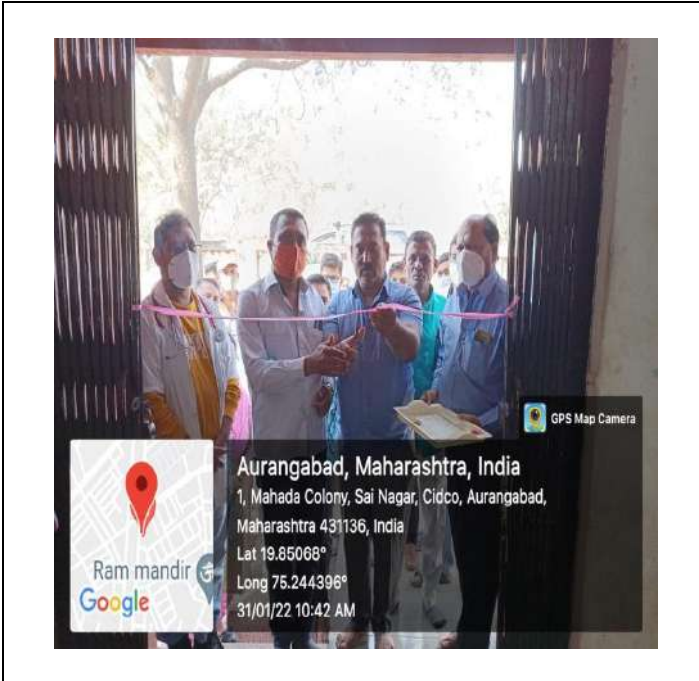 GPS Map Camera
Aurangabad, Maharashtra, India
1, Mahada Colony, Sai Nagar, Cidco, Aurangabad,
Maharashtra 431136, India
Lat 19.85068°
Long 75.244396°
31/01/22 10:42 AM
Ram mandir
Google